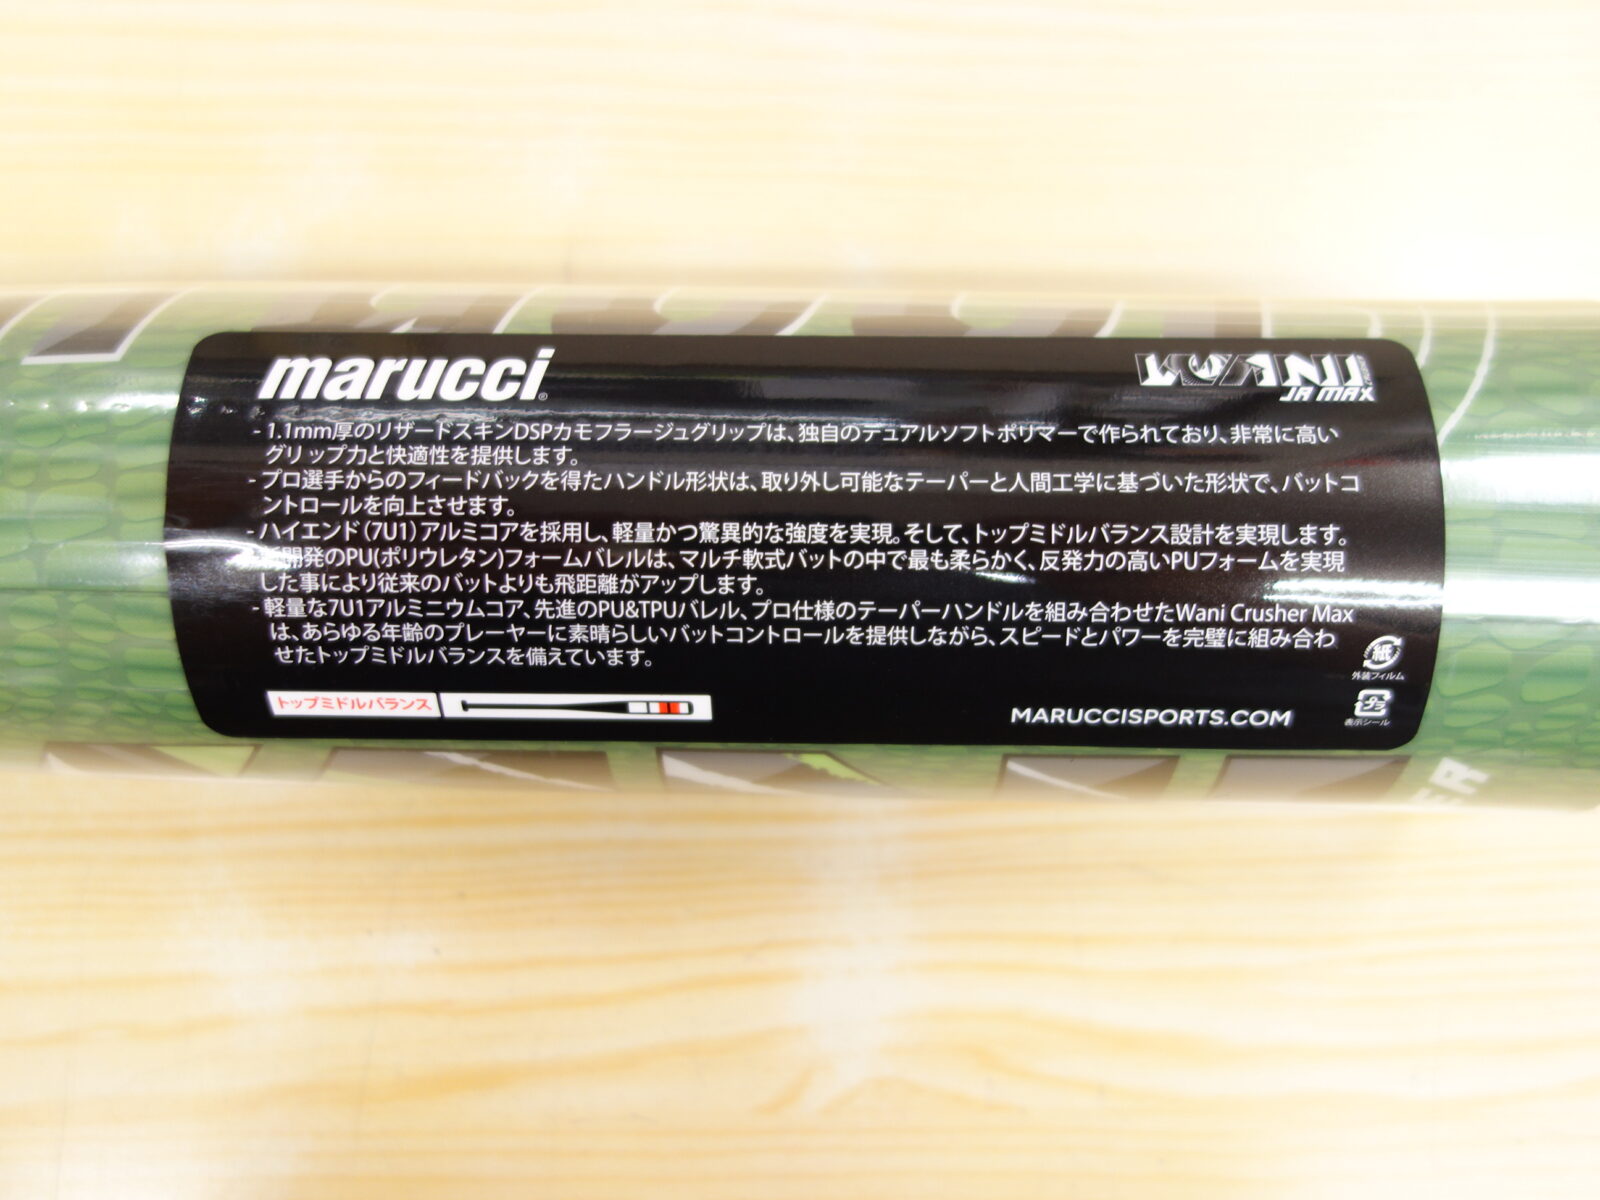 marucci
WANI
JR MAX
- 1.1mm厚のリザードスキンDSPカモフラージュグリップは、独自のデュアルソフトポリマーで作られており、非常に高い
グリップ力と快適性を提供します。
- プロ選手からのフィードバックを得たハンドル形状は、取り外し可能なテーパーと人間工学に基づいた形状で、バットコ
ントロールを向上させます。
- ハイエンド(7U1)アルミコアを採用し、軽量かつ驚異的な強度を実現。そして、トップミドルバランス設計を実現します。
新開発のPU(ポリウレタン)フォームバレルは、マルチ軟式バットの中で最も柔らかく、反発力の高いPUフォームを実現
した事により従来のバットよりも飛距離がアップします。
- 軽量な7U1アルミニウムコア、先進のPU&TPUバレル、プロ仕様のテーパーハンドルを組み合わせたWani Crusher Max
は、あらゆる年齢のプレーヤーに素晴らしいバットコントロールを提供しながら、スピードとパワーを完璧に組み合わ
せたトップミドルバランスを備えています。
紙
外装フィルム
トップミドルバランス
MARUCCISPORTS.COM
プラ
表示シール
ER